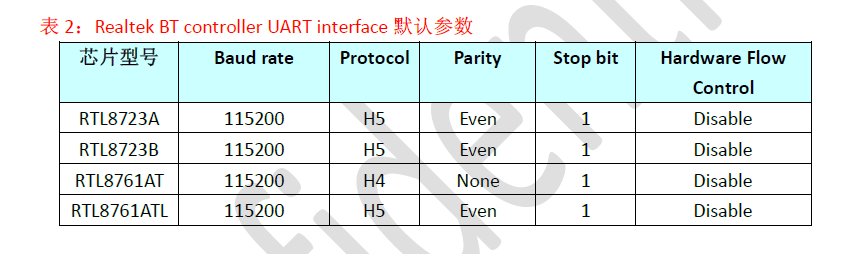 表 2：Realtek BT controller UART interface 默认参数
芯片型号 Baud rate Protocol Parity Stop bit Hardware Flow Control
RTL8723A 115200 H5 Even 1 Disable
RTL8723B 115200 H5 Even 1 Disable
RTL8761AT 115200 H4 None 1 Disable
RTL8761ATL 115200 H5 Even 1 Disable